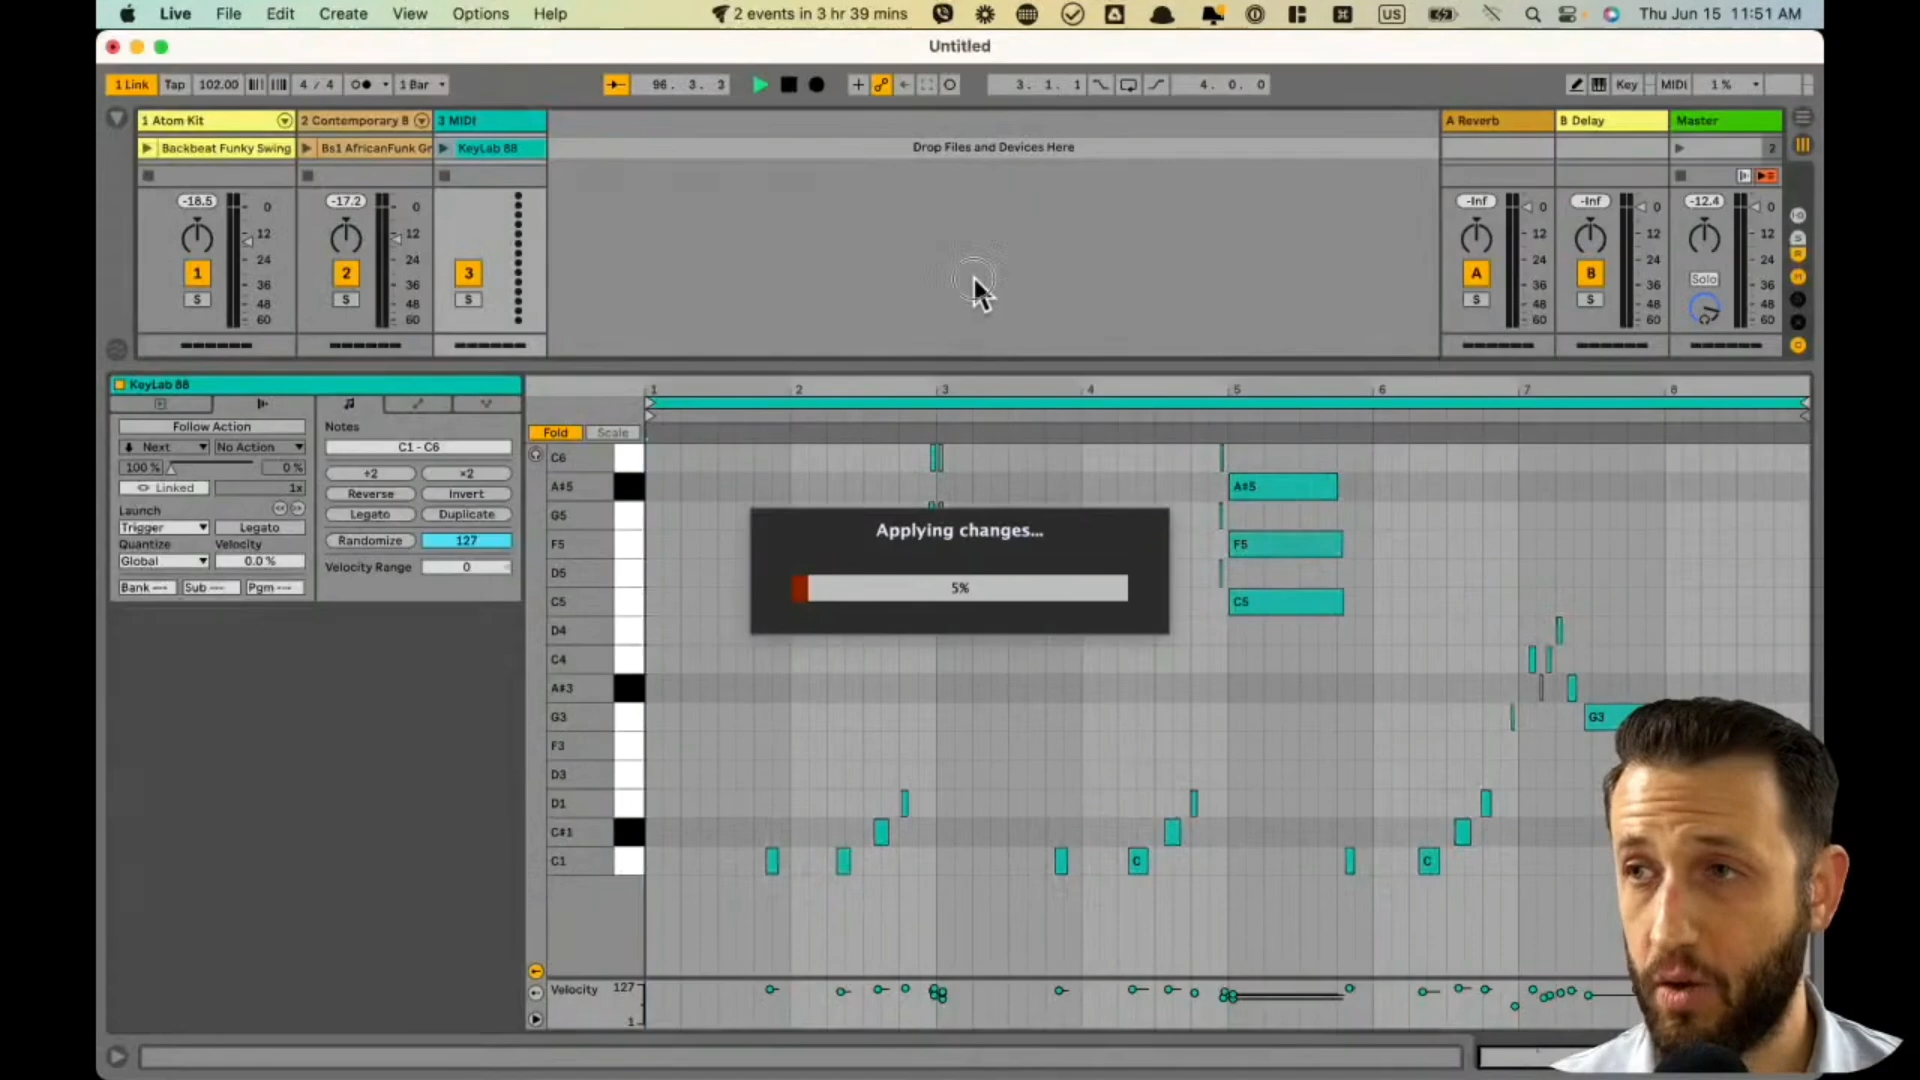 Live File Edit Create View Options Help 2 events in 3 hr 39 mins US Thu Jun 15 11:51 AM
Untitled
1 Link Tap 102.00 4 / 4 1 Bar 96. 3. 3 3. 1. 1 4. 0. 0 Key MIDI 1 %
1 Atom Kit 2 Contemporary B 3 MIDI A Reverb B Delay Master
Backbeat Funky Swing Bs1 AfricanFunk Gr KeyLab 88 Drop Files and Devices Here 2
-18.5 0 -17.2 0 -Inf 0 -Inf 0 -12.4 0
12 12 12 12 12
24 24 24 24 24
1 2 3 A B Solo
36 36 36 36 36
S S S S S
48 48 48 48 48
60 60 60 60 60
KeyLab 88
1 2 3 4 5 6 7 8
Follow Action Notes
Fold Scale
Next No Action C1 - C6
C6
100 % 0 % ÷2 ×2
Linked 1x Reverse Invert
A#5 A#5
Launch Legato Duplicate
G5
Trigger Legato
Quantize Velocity Randomize 127
F5 F5
Global 0.0 % Velocity Range 0
D5
Bank --- Sub --- Pgm ---
C5 C5
Applying changes...
5%
D4
C4
A#3
G3 G3
F3
D3
D1
C#1
C1 C C
Velocity 127
1